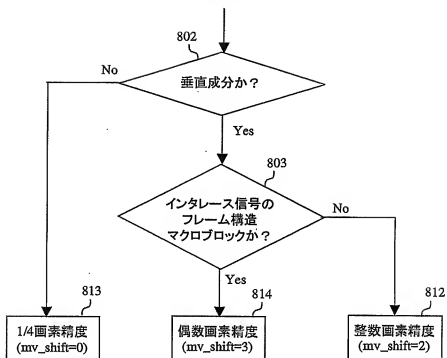 802
垂直成分か？
No
Yes
803
インタレース信号の
フレーム構造
マクロブロックか？
No
Yes
813
1/4画素精度
(mv_shift=0)
814
偶数画素精度
(mv_shift=3)
812
整数画素精度
(mv_shift=2)